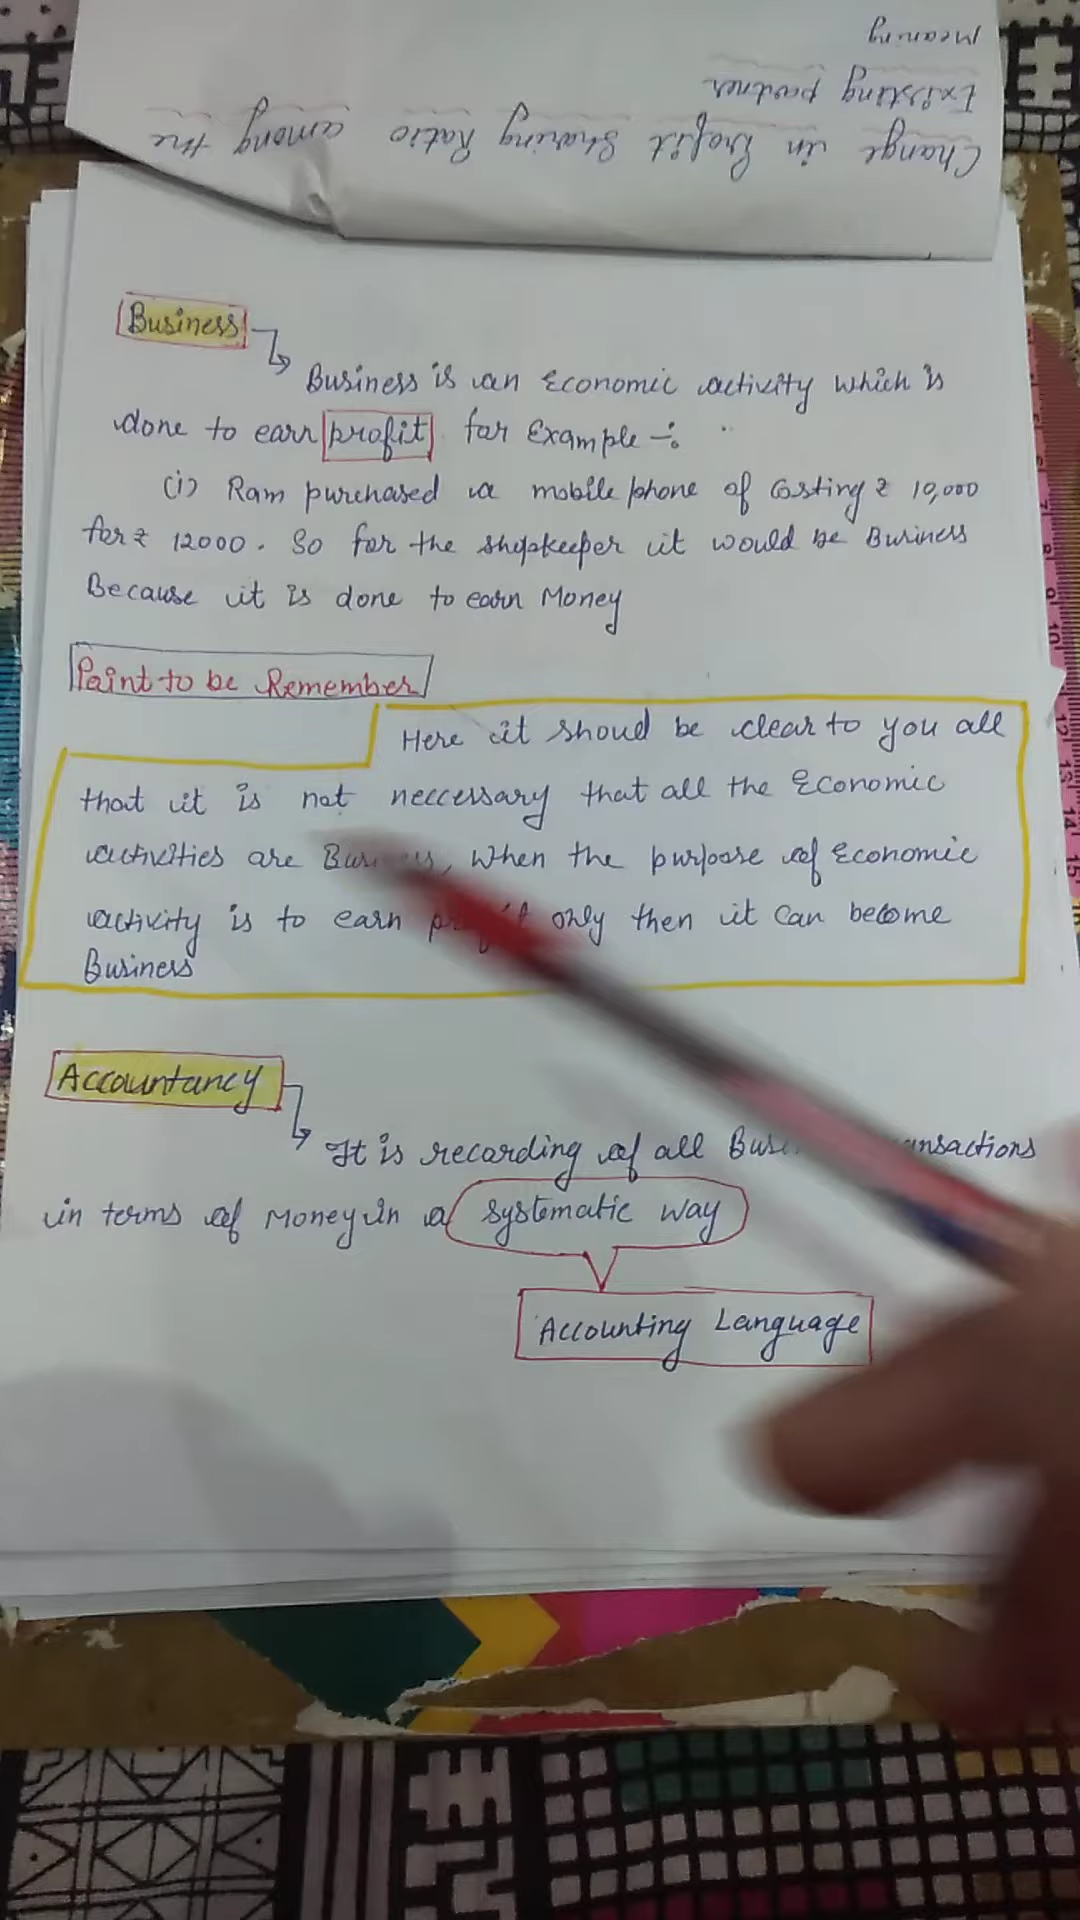 Change in Profit Sharing Ratio among the
Existing partner
Meaning
Business
Business is an Economic activity which is
done to earn profit for Example :-
(i) Ram purchased a mobile phone of Costing ₹ 10,000
for ₹ 12000. So for the shopkeeper it would be Business
Because it is done to earn Money
Point to be Remember
Here it shoud be clear to you all
that it is not neccessary that all the Economic
activities are Business, When the purpose of Economic
activity is to earn profit only then it can become
Business
Accountancy
It is recording of all Business transactions
in terms of Money in a systematic way
Accounting Language